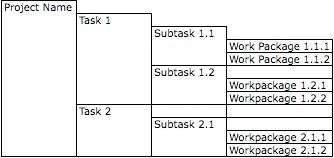 Project Name
Task 1
Subtask 1.1
Work Package 1.1.1
Work Package 1.1.2
Subtask 1.2
Workpackage 1.2.1
Workpackage 1.2.2
Task 2
Subtask 2.1
Workpackage 2.1.1
Workpackage 2.1.2